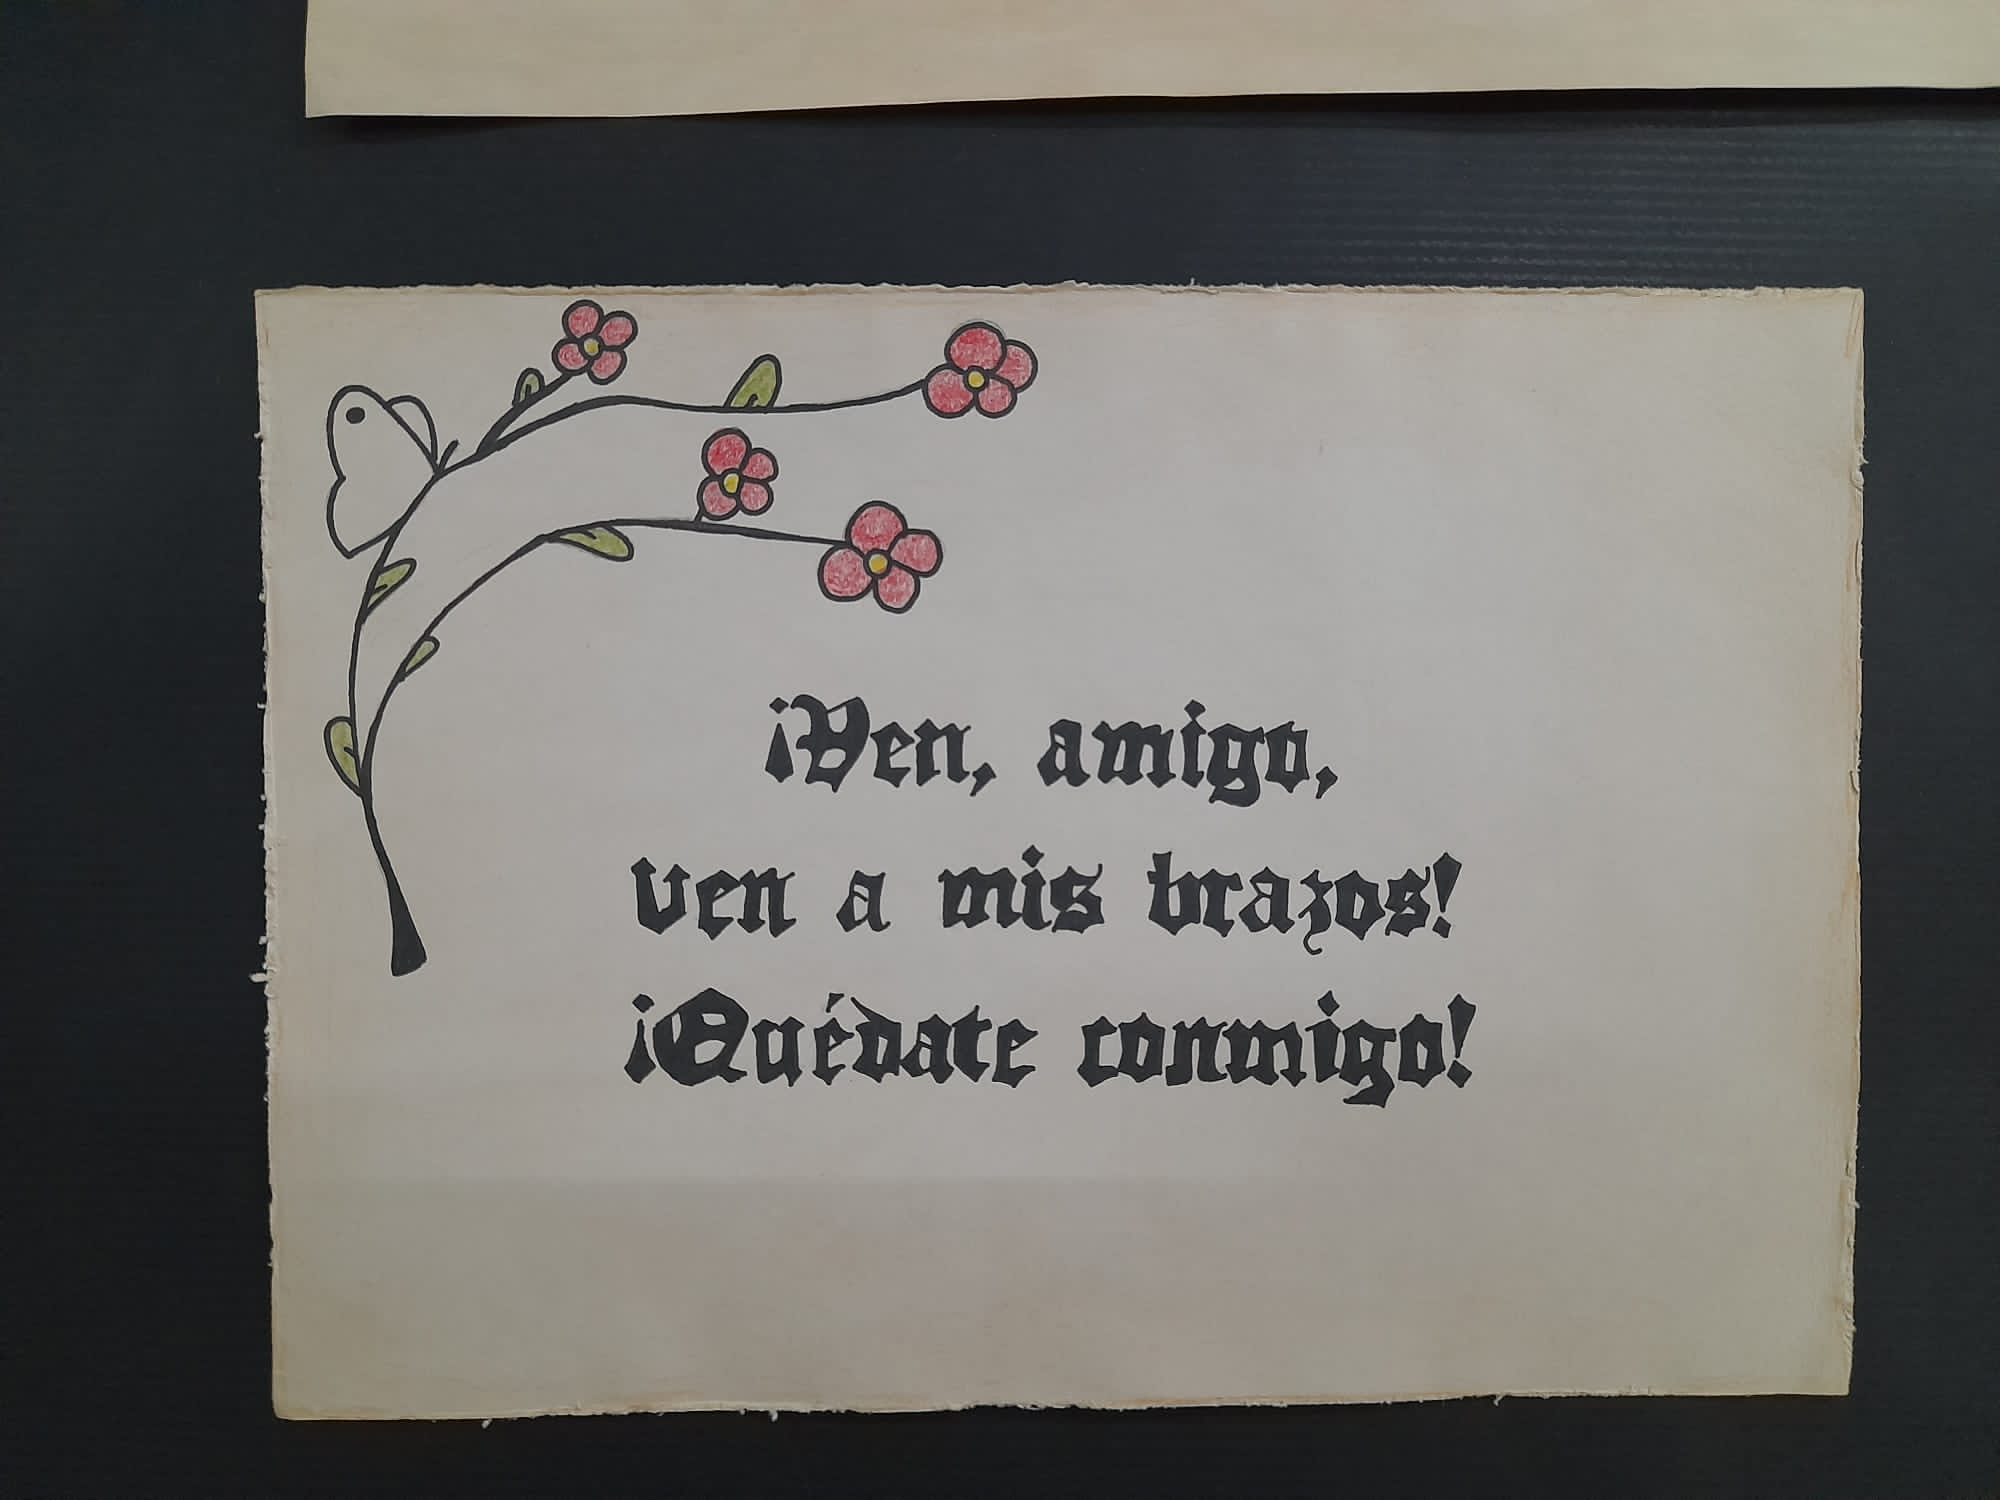 ¡Ven, amigo,
ven a mis brazos!
¡Quédate conmigo!